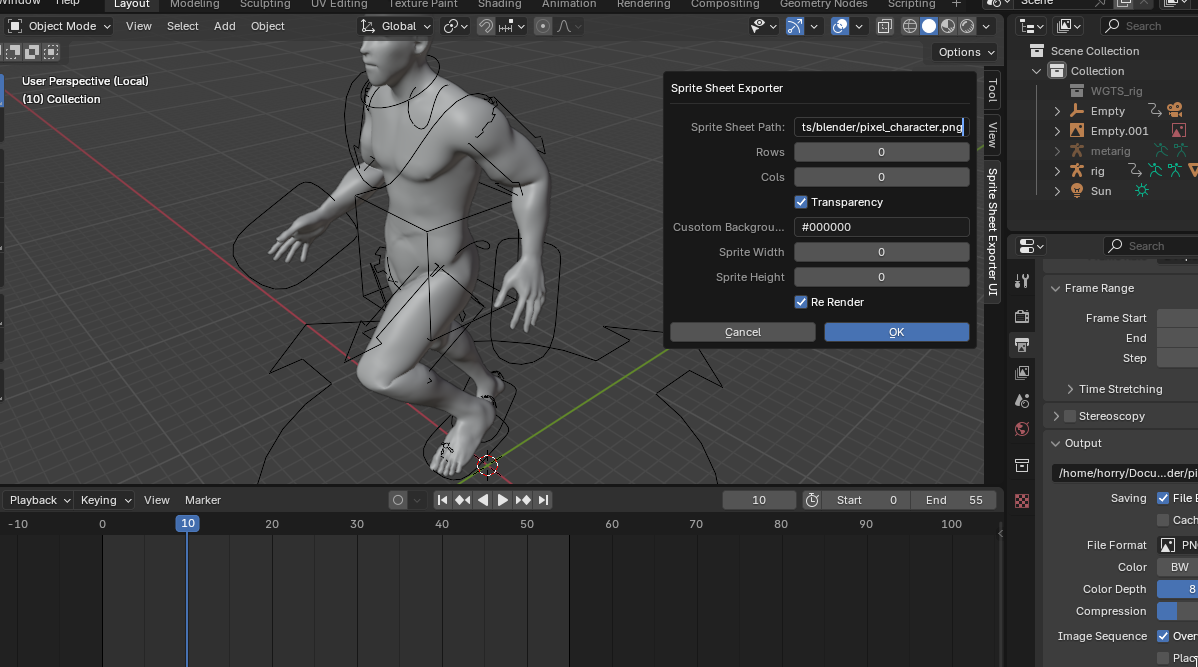 Window Help Layout Modeling Sculpting UV Editing Texture Paint Shading Animation Rendering Compositing Geometry Nodes Scripting + Scene
Object Mode View Select Add Object Global Search
Options
User Perspective (Local)
(10) Collection
Tool
View
Sprite Sheet Exporter UI
Sprite Sheet Exporter
Sprite Sheet Path: ts/blender/pixel_character.png
Rows 0
Cols 0
Transparency
Cusotom Backgrou... #000000
Sprite Width 0
Sprite Height 0
Re Render
Cancel OK
Scene Collection
Collection
WGTS_rig
Empty
Empty.001
metarig
rig
Sun
Search
Frame Range
Frame Start
End
Step
Time Stretching
Stereoscopy
Output
/home/horry/Docu...der/pi
Saving File E
Cach
File Format PN
Color BW
Color Depth 8
Compression
Image Sequence Over
Plac
Playback Keying View Marker 10 Start 0 End 55
-10 0 10 20 30 40 50 60 70 80 90 100